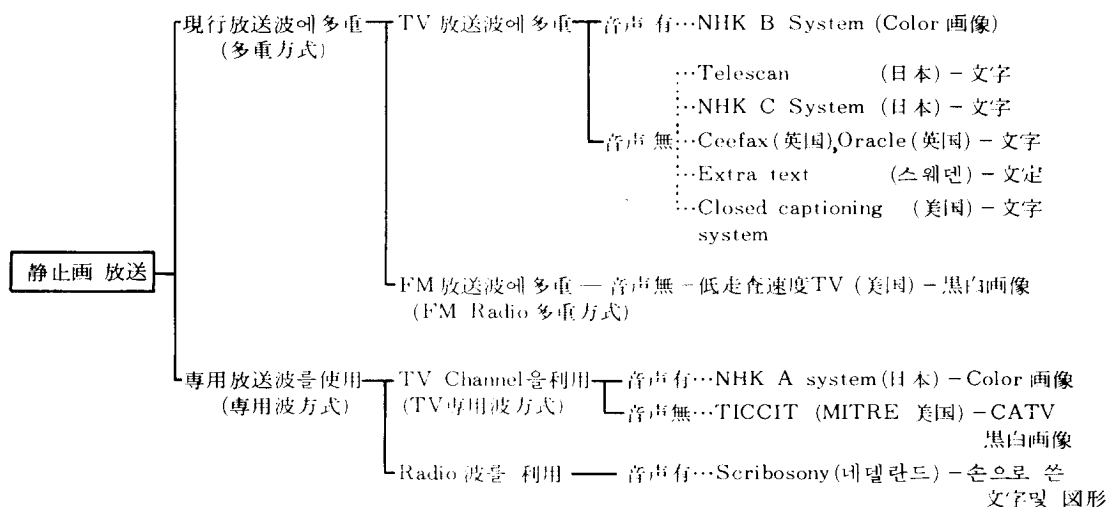 現行放送波에多重 TV 放送波에多重 音声 有…NHK B System (Color 画像)
(多重方式)
…Telescan (日本) – 文字
…NHK C System (日本) – 文字
音声 無 …Ceefax(英国),Oracle(英国) – 文字
…Extra text (스웨덴) – 文定
…Closed captioning (美国) – 文字
system
静止画 放送
FM 放送波에 多重 — 音声無 – 低走査速度TV (美国) – 黒白画像
(FM Radio 多重方式)
専用放送波를使用 TV Channel을利用 音声有…NHK A system(日本) – Color 画像
(専用波方式) (TV専用波方式) 音声無…TICCIT (MITRE 美国) – CATV
黒白画像
Radio 波를 利用 — 音声有…Scribosony(네델란드) – 손으로 쓴
文字및 図形